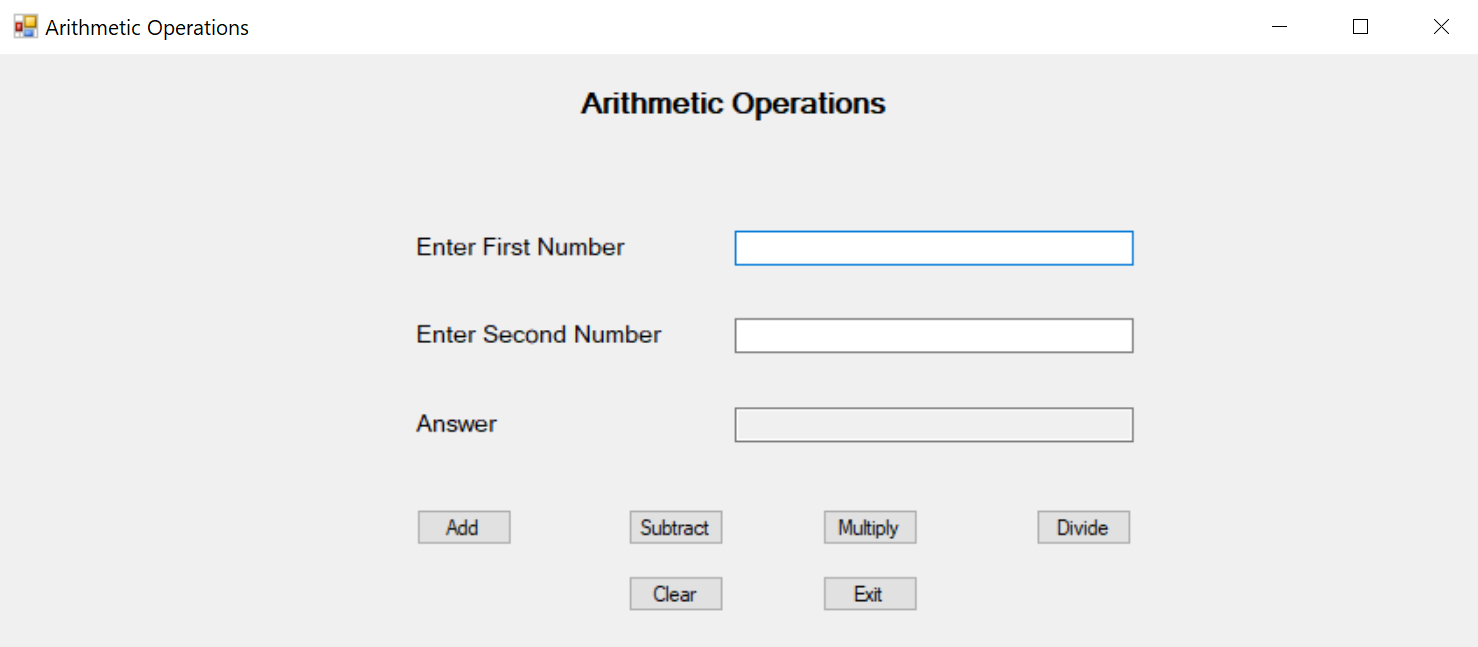 Arithmetic Operations
Arithmetic Operations
Enter First Number
Enter Second Number
Answer
Add Subtract Multiply Divide
Clear Exit